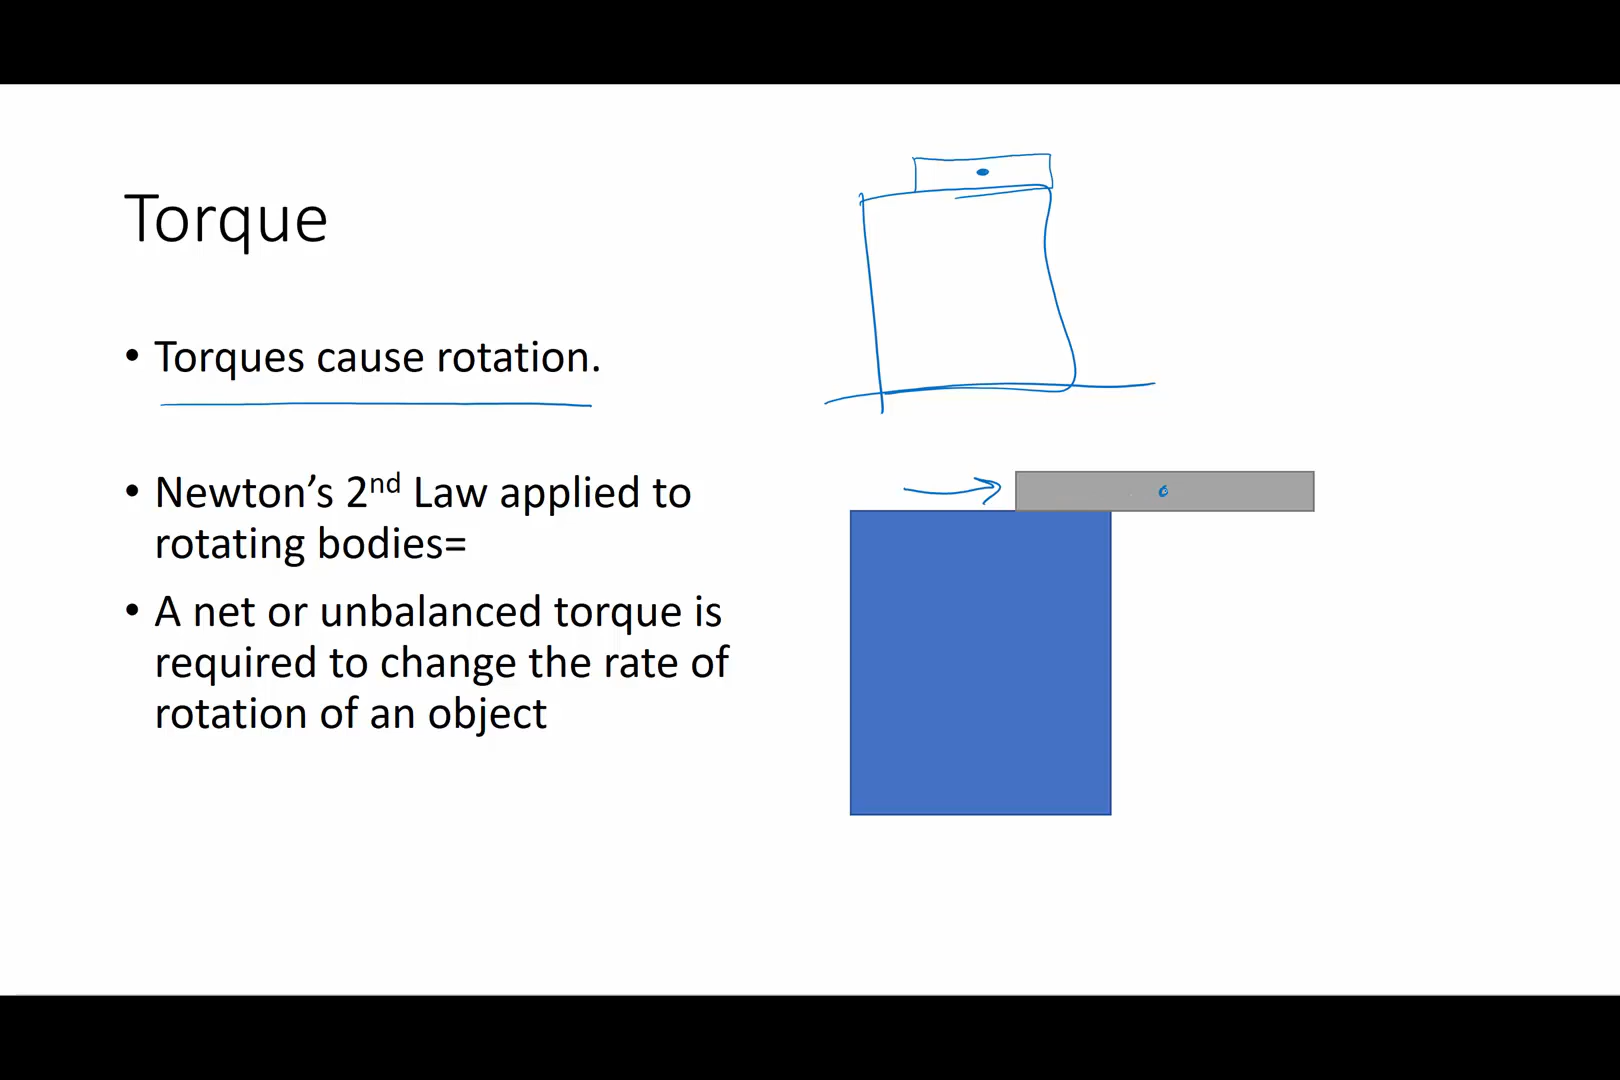 Torque
• Torques cause rotation.
• Newton’s 2nd Law applied to
rotating bodies=
• A net or unbalanced torque is
required to change the rate of
rotation of an object